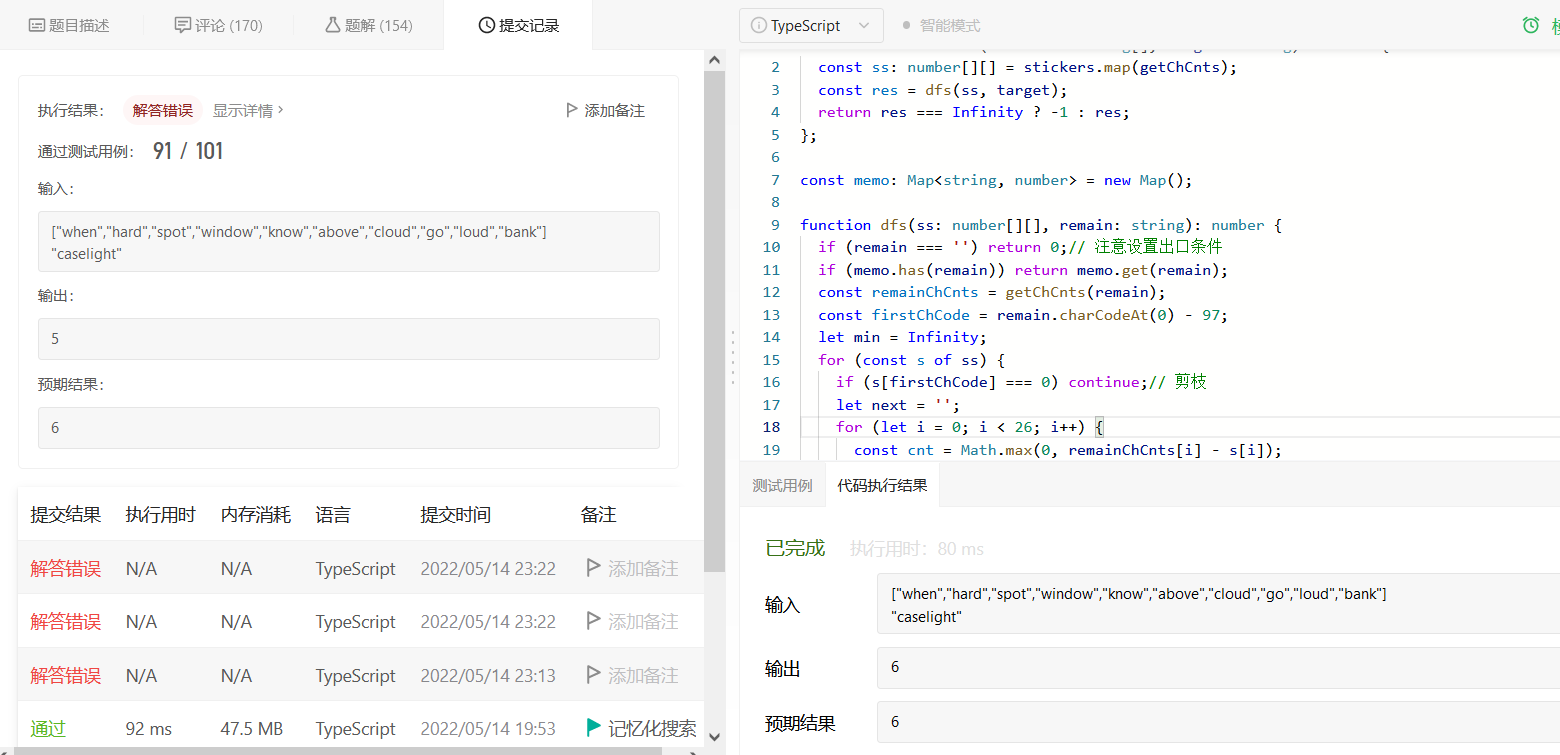 题目描述
评论 (170)
题解 (154)
提交记录
执行结果：
解答错误
显示详情 >
添加备注
通过测试用例：
91 / 101
输入：
["when","hard","spot","window","know","above","cloud","go","loud","bank"]
"caselight"
输出：
5
预期结果：
6
提交结果 执行用时 内存消耗 语言 提交时间 备注
解答错误 N/A N/A TypeScript 2022/05/14 23:22 添加备注
解答错误 N/A N/A TypeScript 2022/05/14 23:22 添加备注
解答错误 N/A N/A TypeScript 2022/05/14 23:13 添加备注
通过 92 ms 47.5 MB TypeScript 2022/05/14 19:53 记忆化搜索
TypeScript
智能模式
2 const ss: number[][] = stickers.map(getChCnts);
3 const res = dfs(ss, target);
4 return res === Infinity ? -1 : res;
5 };
6
7 const memo: Map<string, number> = new Map();
8
9 function dfs(ss: number[][], remain: string): number {
10 if (remain === '') return 0;// 注意设置出口条件
11 if (memo.has(remain)) return memo.get(remain);
12 const remainChCnts = getChCnts(remain);
13 const firstChCode = remain.charCodeAt(0) - 97;
14 let min = Infinity;
15 for (const s of ss) {
16 if (s[firstChCode] === 0) continue;// 剪枝
17 let next = '';
18 for (let i = 0; i < 26; i++) {
19 const cnt = Math.max(0, remainChCnts[i] - s[i]);
测试用例
代码执行结果
已完成
执行用时：80 ms
输入
["when","hard","spot","window","know","above","cloud","go","loud","bank"]
"caselight"
输出
6
预期结果
6